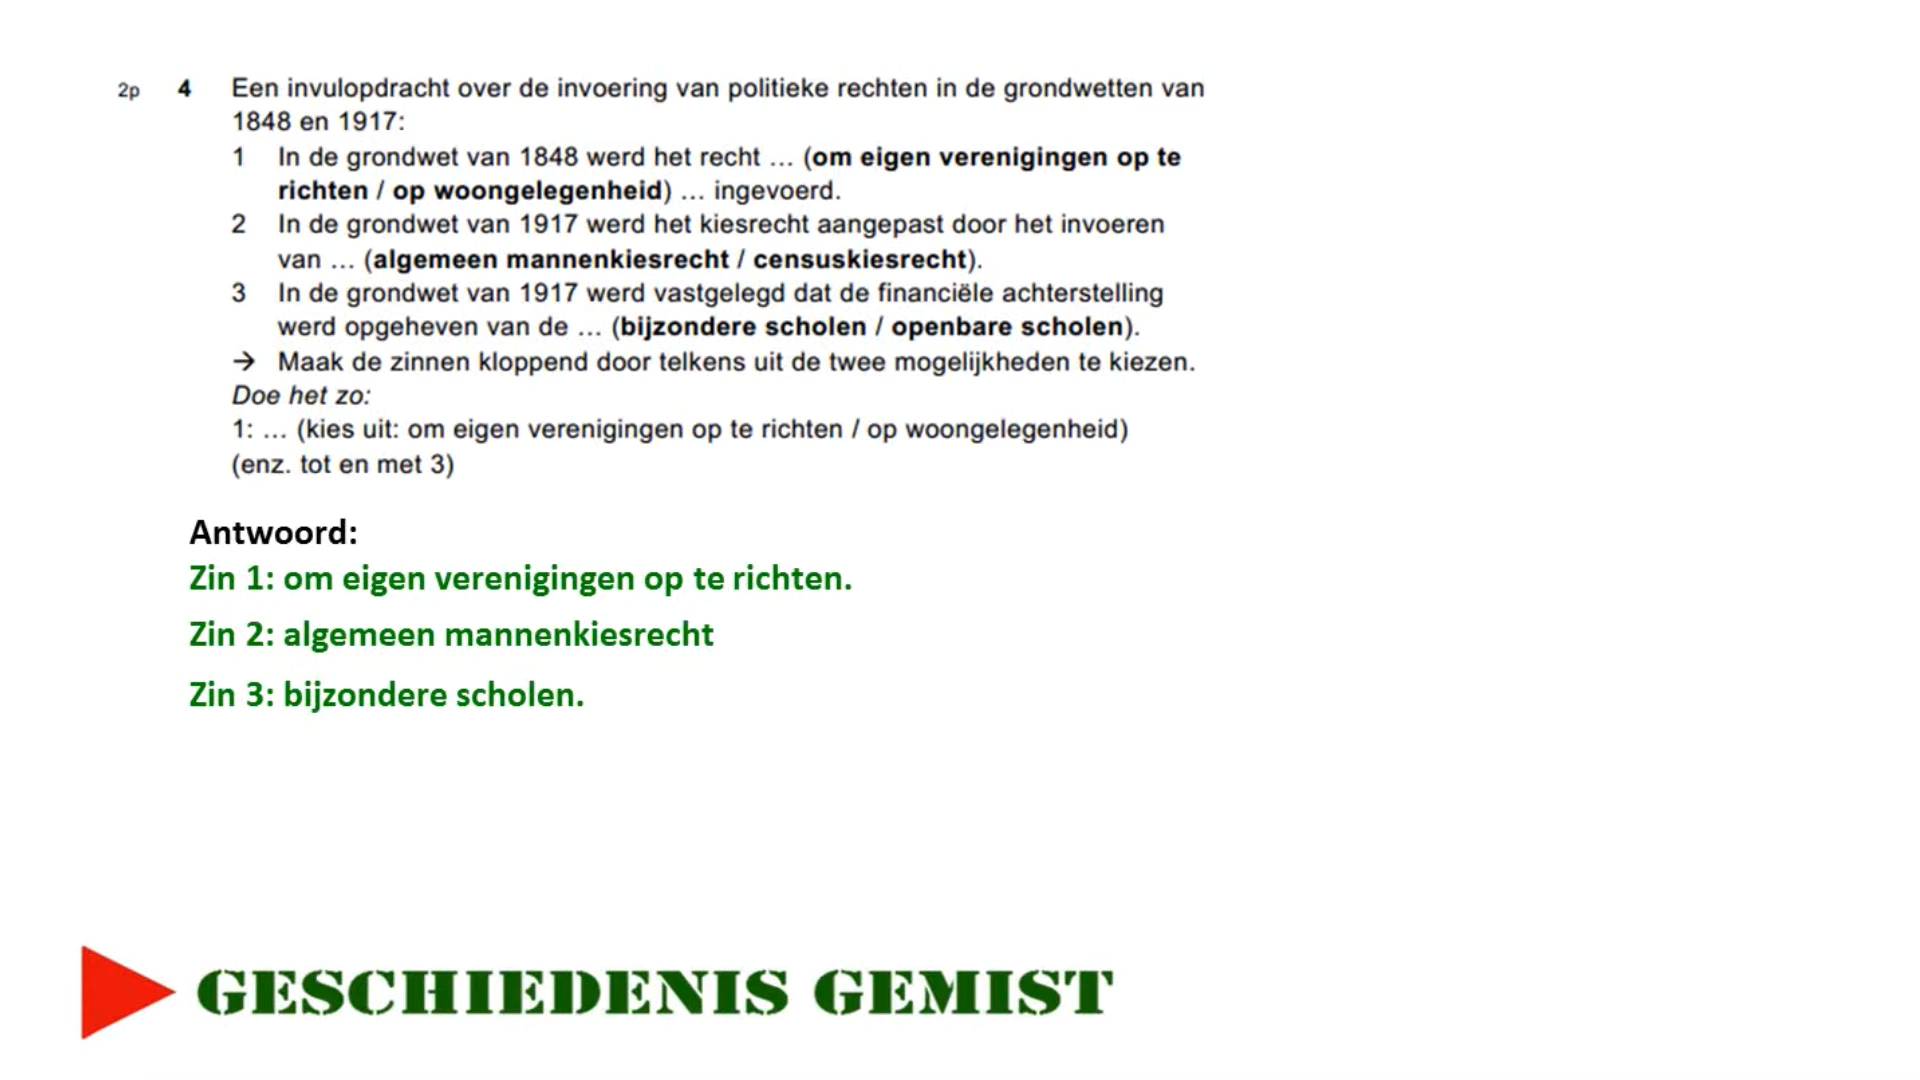 2p 4 Een invulopdracht over de invoering van politieke rechten in de grondwetten van
1848 en 1917:
1 In de grondwet van 1848 werd het recht … (om eigen verenigingen op te
richten / op woongelegenheid) … ingevoerd.
2 In de grondwet van 1917 werd het kiesrecht aangepast door het invoeren
van … (algemeen mannenkiesrecht / censuskiesrecht).
3 In de grondwet van 1917 werd vastgelegd dat de financiële achterstelling
werd opgeheven van de … (bijzondere scholen / openbare scholen).
→ Maak de zinnen kloppend door telkens uit de twee mogelijkheden te kiezen.
Doe het zo:
1: … (kies uit: om eigen verenigingen op te richten / op woongelegenheid)
(enz. tot en met 3)
Antwoord:
Zin 1: om eigen verenigingen op te richten.
Zin 2: algemeen mannenkiesrecht
Zin 3: bijzondere scholen.
GESCHIEDENIS GEMIST